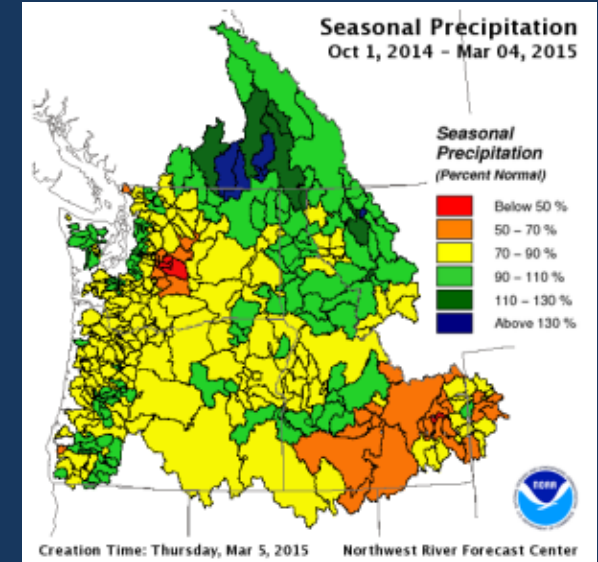 Seasonal Precipitation
Oct 1, 2014 - Mar 04, 2015
Seasonal
Precipitation
(Percent Normal)
Below 50 %
50 - 70 %
70 - 90 %
90 - 110 %
110 - 130 %
Above 130 %
noaa
Creation Time: Thursday, Mar 5, 2015 Northwest River Forecast Center